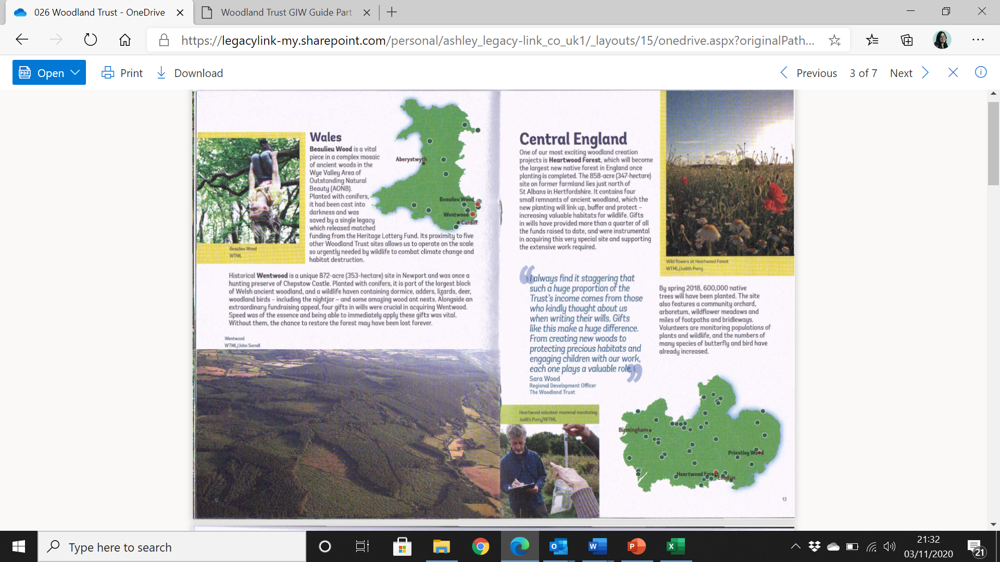 026 Woodland Trust - OneDrive
Woodland Trust GIW Guide Part
https://legacylink-my.sharepoint.com/personal/ashley_legacy-link_co_uk1/_layouts/15/onedrive.aspx?originalPath...
Open
Print
Download
Previous
3 of 7
Next
Wales
Beaulieu Wood is a vital
piece in a complex mosaic
of ancient woods in the
Wye Valley Area of
Outstanding Natural
Beauty (AONB).
Planted with conifers,
it had been cast into
darkness and was
saved by a single legacy
which released matched
funding from the Heritage Lottery Fund. Its proximity to five
other Woodland Trust sites allows us to operate on the scale
so urgently needed by wildlife to combat climate change and
habitat destruction.
Aberystwyth
Beaulieu Wood
Wentwood
Cardiff
Beaulieu Wood
WTML
Historical Wentwood is a unique 872-acre (353-hectare) site in Newport and was once a
hunting preserve of Chepstow Castle. Planted with conifers, it is part of the largest block
of Welsh ancient woodland, and a wildlife haven containing dormice, adders, lizards, deer,
woodland birds – including the nightjar – and some amazing wood ant nests. Alongside an
extraordinary fundraising appeal, four gifts in wills were crucial in acquiring Wentwood.
Speed was of the essence and being able to immediately apply these gifts was vital.
Without them, the chance to restore the forest may have been lost forever.
Wentwood
WTML/John Sorrell
12
Central England
One of our most exciting woodland creation
projects is Heartwood Forest, which will become
the largest new native forest in England once
planting is completed. The 858-acre (347-hectare)
site on former farmland lies just north of
St Albans in Hertfordshire. It contains four
small remnants of ancient woodland, which the
new planting will link up, buffer and protect –
increasing valuable habitats for wildlife. Gifts
in wills have provided more than a quarter of all
the funds raised to date, and were instrumental
in acquiring this very special site and supporting
the extensive work required.
“I always find it staggering that
such a huge proportion of the
Trust's income comes from those
who kindly thought about us
when writing their wills. Gifts
like this make a huge difference.
From creating new woods to
protecting precious habitats and
engaging children with our work,
each one plays a valuable role.”
Sara Wood
Regional Development Officer
The Woodland Trust
Heartwood volunteer mammal monitoring
Judith Parry/WTML
Wild flowers at Heartwood Forest
WTML/Judith Parry
By spring 2018, 600,000 native
trees will have been planted. The site
also features a community orchard,
arboretum, wildflower meadows and
miles of footpaths and bridleways.
Volunteers are monitoring populations of
plants and wildlife, and the numbers of
many species of butterfly and bird have
already increased.
Birmingham
Priestley Wood
Heartwood Forest
London
13
Type here to search
21:32
03/11/2020
21